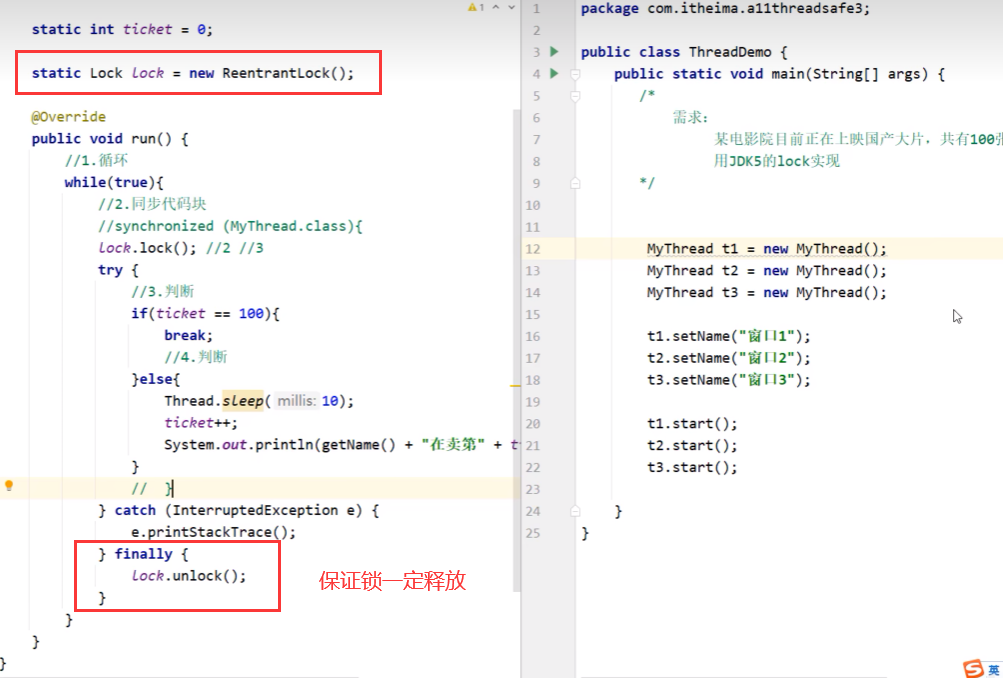 static int ticket = 0;
static Lock lock = new ReentrantLock();
@Override
public void run() {
//1.循环
while(true){
//2.同步代码块
//synchronized (MyThread.class){
lock.lock(); //2 //3
try {
//3.判断
if(ticket == 100){
break;
//4.判断
}else{
Thread.sleep( millis: 10);
ticket++;
System.out.println(getName() + "在卖第" + t
}
//  }
} catch (InterruptedException e) {
e.printStackTrace();
} finally {
lock.unlock();
}
保证锁一定释放
}
}
}
1
1 package com.itheima.a11threadsafe3;
2
3 public class ThreadDemo {
4 public static void main(String[] args) {
5 /*
6 需求：
7 某电影院目前正在上映国产大片，共有100张
8 用JDK5的lock实现
9 */
10
11
12 MyThread t1 = new MyThread();
13 MyThread t2 = new MyThread();
14 MyThread t3 = new MyThread();
15
16 t1.setName("窗口1");
17 t2.setName("窗口2");
18 t3.setName("窗口3");
19
20 t1.start();
21 t2.start();
22 t3.start();
23
24 }
25 }
S 英